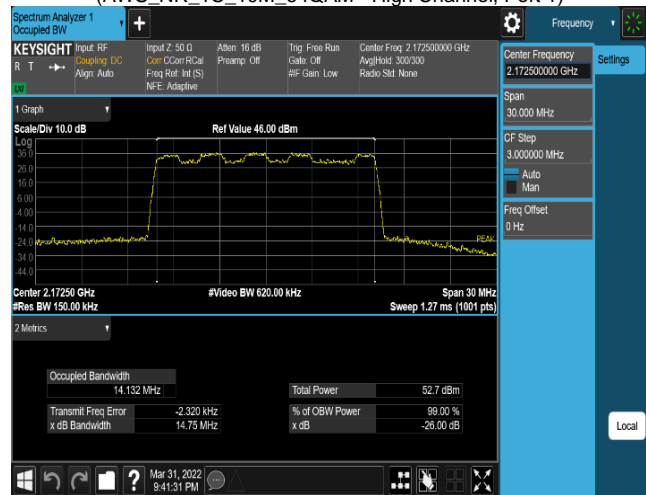 Spectrum Analyzer 1
Occupied BW
KEYSIGHT
R T
Input: RF
Coupling: DC
Align: Auto
Input Z: 50 Ω
Corr CCorr RCal
Freq Ref: Int (S)
NFE: Adaptive
Atten: 16 dB
Preamp: Off
Trig: Free Run
Gate: Off
#IF Gain: Low
Center Freq: 2.172500000 GHz
Avg|Hold: 300/300
Radio Std: None
1 Graph
Scale/Div 10.0 dB
Ref Value 46.00 dBm
Log
36.0
26.0
16.0
6.00
-4.00
-14.0
-24.0
-34.0
-44.0
PEAK
Center 2.17250 GHz
#Video BW 620.00 kHz
Span 30 MHz
#Res BW 150.00 kHz
Sweep 1.27 ms (1001 pts)
2 Metrics
Occupied Bandwidth
14.132 MHz
Total Power 52.7 dBm
Transmit Freq Error -2.320 kHz
% of OBW Power 99.00 %
x dB Bandwidth 14.75 MHz
x dB -26.00 dB
Mar 31, 2022
9:41:31 PM
Frequency
Settings
Center Frequency
2.172500000 GHz
Span
30.000 MHz
CF Step
3.000000 MHz
Auto
Man
Freq Offset
0 Hz
Local